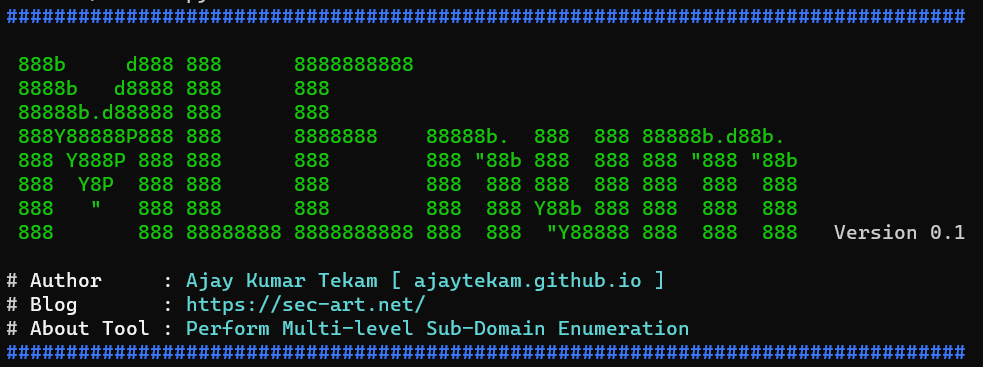 ################################################################################
888b     d888 888      8888888888
8888b   d8888 888      888
88888b.d88888 888      888
888Y88888P888 888      8888888    88888b.  888  888 88888b.d88b.
888 Y888P 888 888      888        888 "88b 888  888 888 "888 "88b
888  Y8P  888 888      888        888  888 888  888 888  888  888
888   "   888 888      888        888  888 Y88b 888 888  888  888
888       888 88888888 8888888888 888  888  "Y88888 888  888  888   Version 0.1
# Author     : Ajay Kumar Tekam [ ajaytekam.github.io ]
# Blog       : https://sec-art.net/
# About Tool : Perform Multi-level Sub-Domain Enumeration
################################################################################